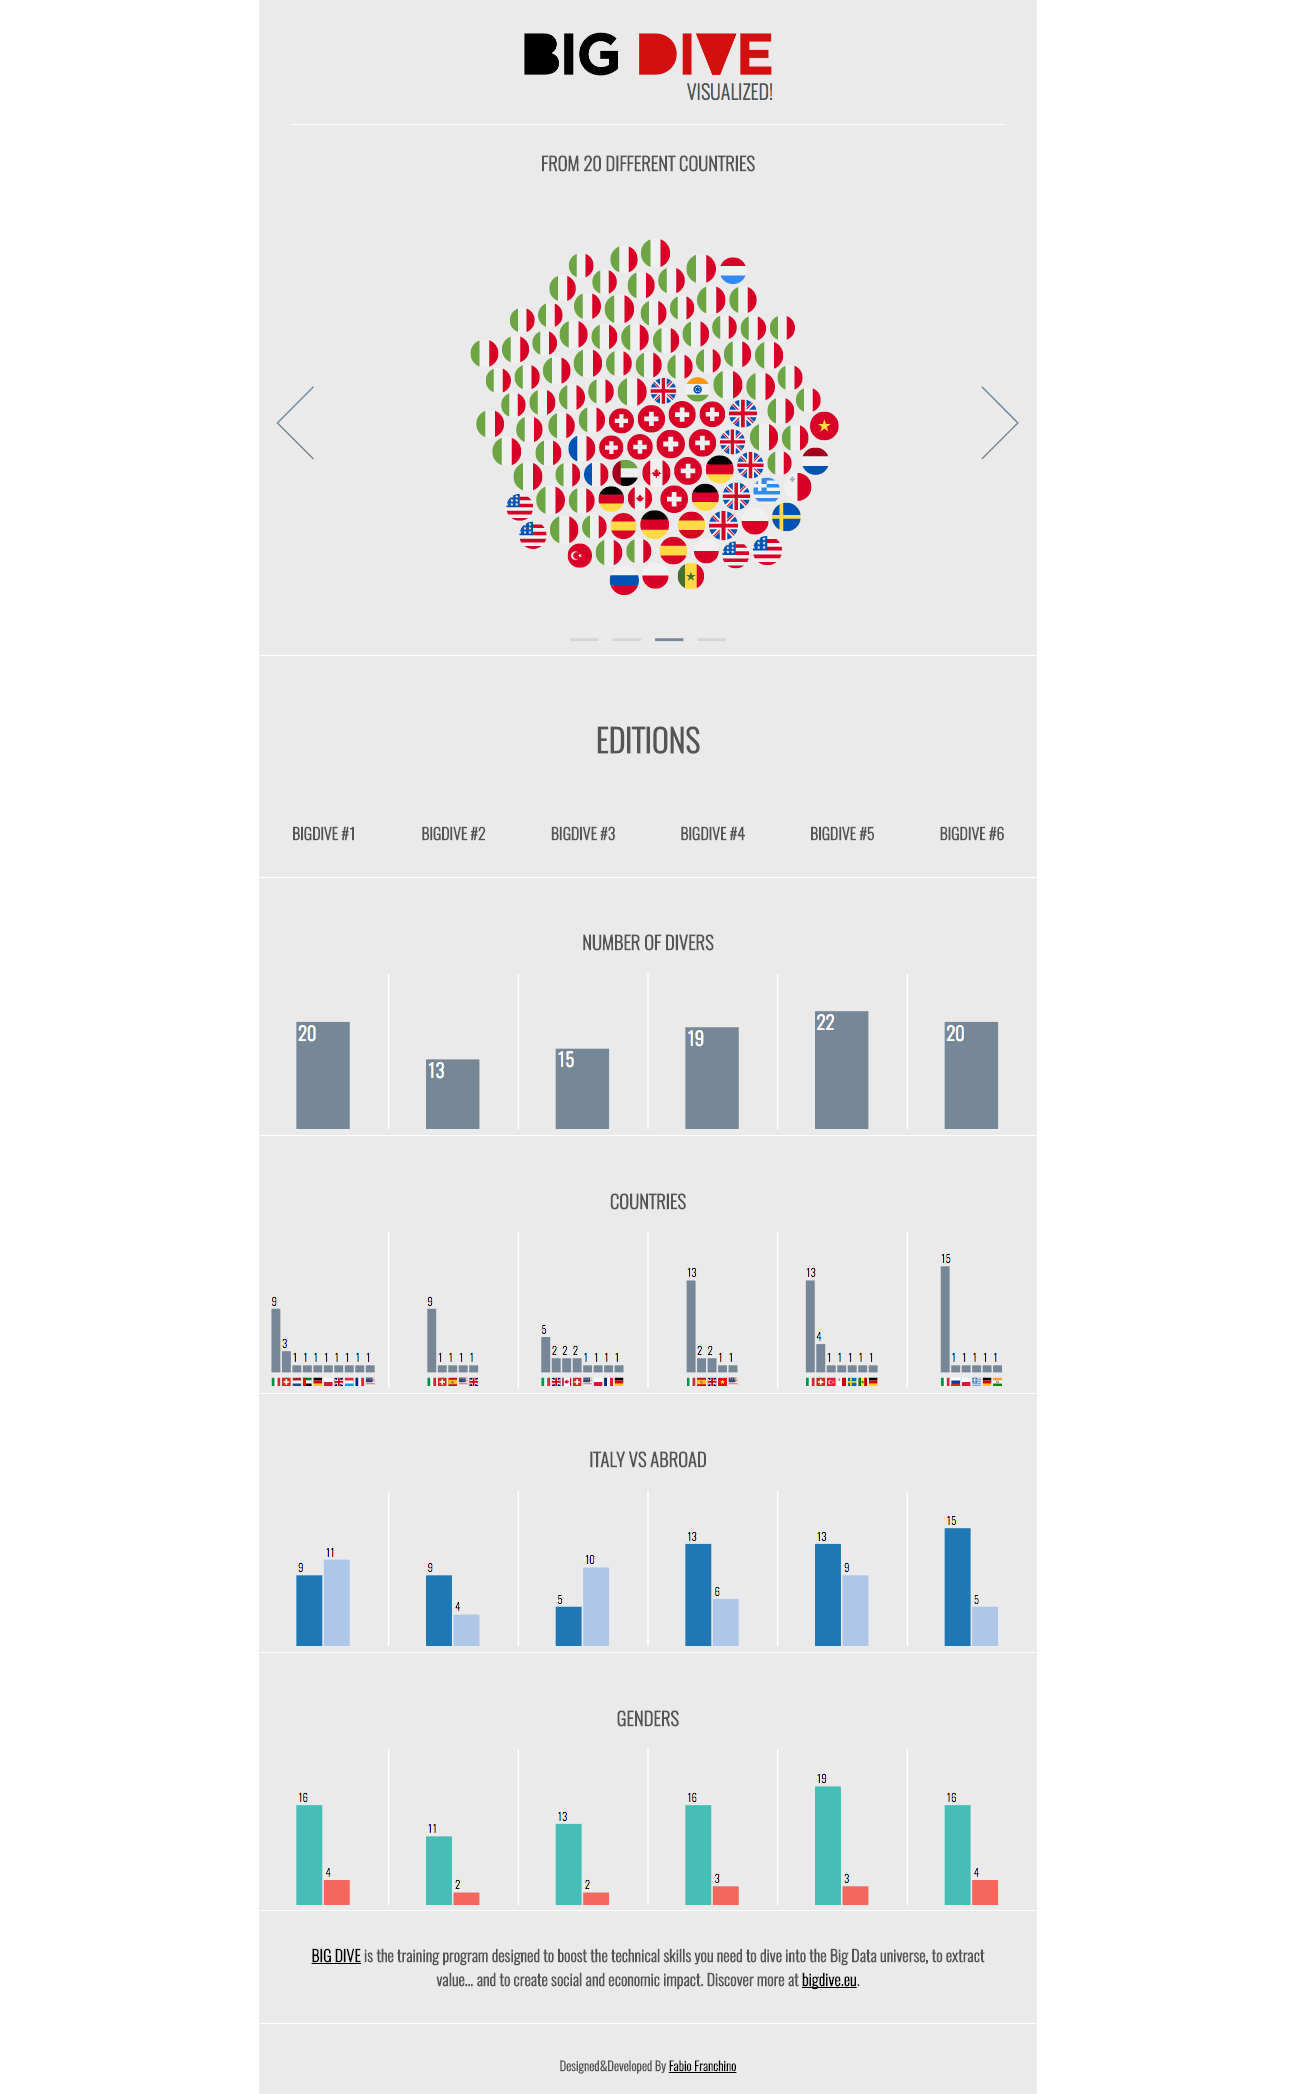 BIG DIVE
VISUALIZED!
FROM 20 DIFFERENT COUNTRIES
EDITIONS
BIGDIVE #1 BIGDIVE #2 BIGDIVE #3 BIGDIVE #4 BIGDIVE #5 BIGDIVE #6
NUMBER OF DIVERS
20 13 15 19 22 20
COUNTRIES
9 3 1 1 1 1 1 1 1 1
9 1 1 1 1
5 2 2 2 1 1 1 1
13 2 2 1 1
13 4 1 1 1 1 1
15 1 1 1 1 1
ITALY VS ABROAD
9 11 9 4 5 10 13 6 13 9 15 5
GENDERS
16 4 11 2 13 2 16 3 19 3 16 4
BIG DIVE is the training program designed to boost the technical skills you need to dive into the Big Data universe, to extract
value... and to create social and economic impact. Discover more at bigdive.eu.
Designed&Developed By Fabio Franchino